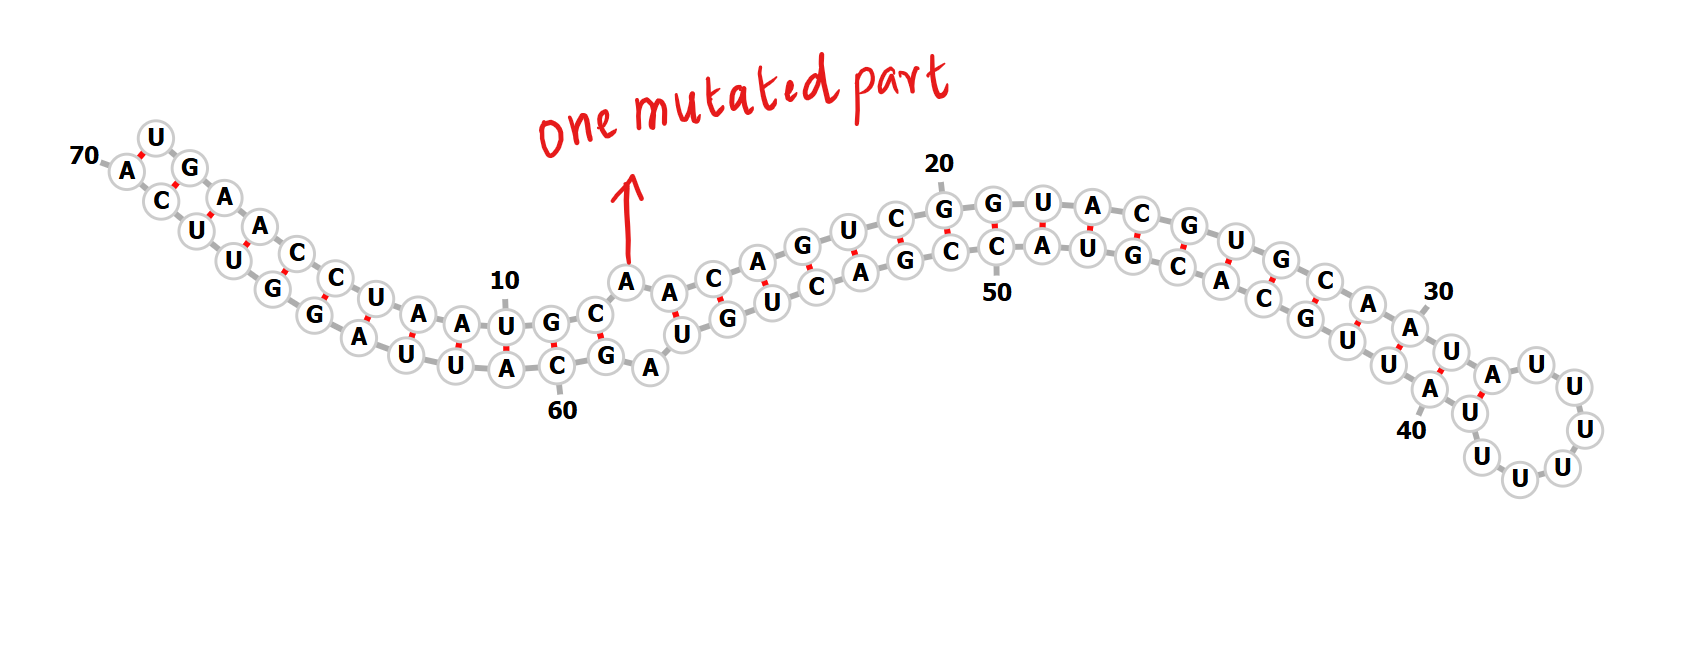 one mutated part
20
70
U G A A C C U A A U G C A A C A G U C G G U A C G U G C A A U A U U U U U U
10
30
A C U U G G A U U A C G A U G U C A G C C A U G C A C G U U A U
50
60
40